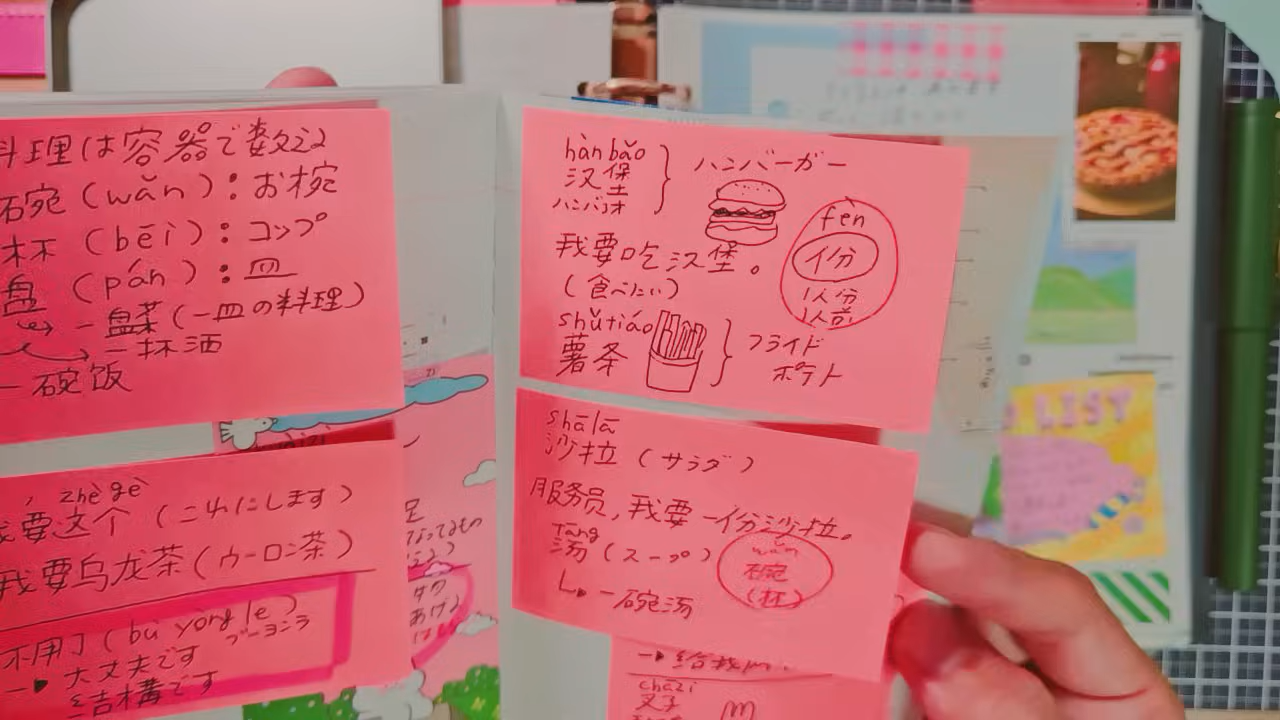 料理は容器で数える
碗 (wǎn) : お椀
杯 (bēi) : コップ
盘 (pán) : 皿
一盘菜 (一皿の料理)
一杯酒
一碗饭
zhè gè
我要这个 (これにします)
我要乌龙茶 (ウーロン茶)
不用了 (bú yòng le)
ブーヨンラ
大丈夫です
結構です
hànbǎo
汉堡
ハンバオ
ハンバーガー
我要吃汉堡。
(食べたい)
fèn
份
1人分
1人前
shǔtiáo
薯条
フライド
ポテト
shālā
沙拉 (サラダ)
服务员,我要一份沙拉。
tāng
汤 (スープ)
一碗汤
wǎn
碗
(杯)
chāzi
叉子
LIST